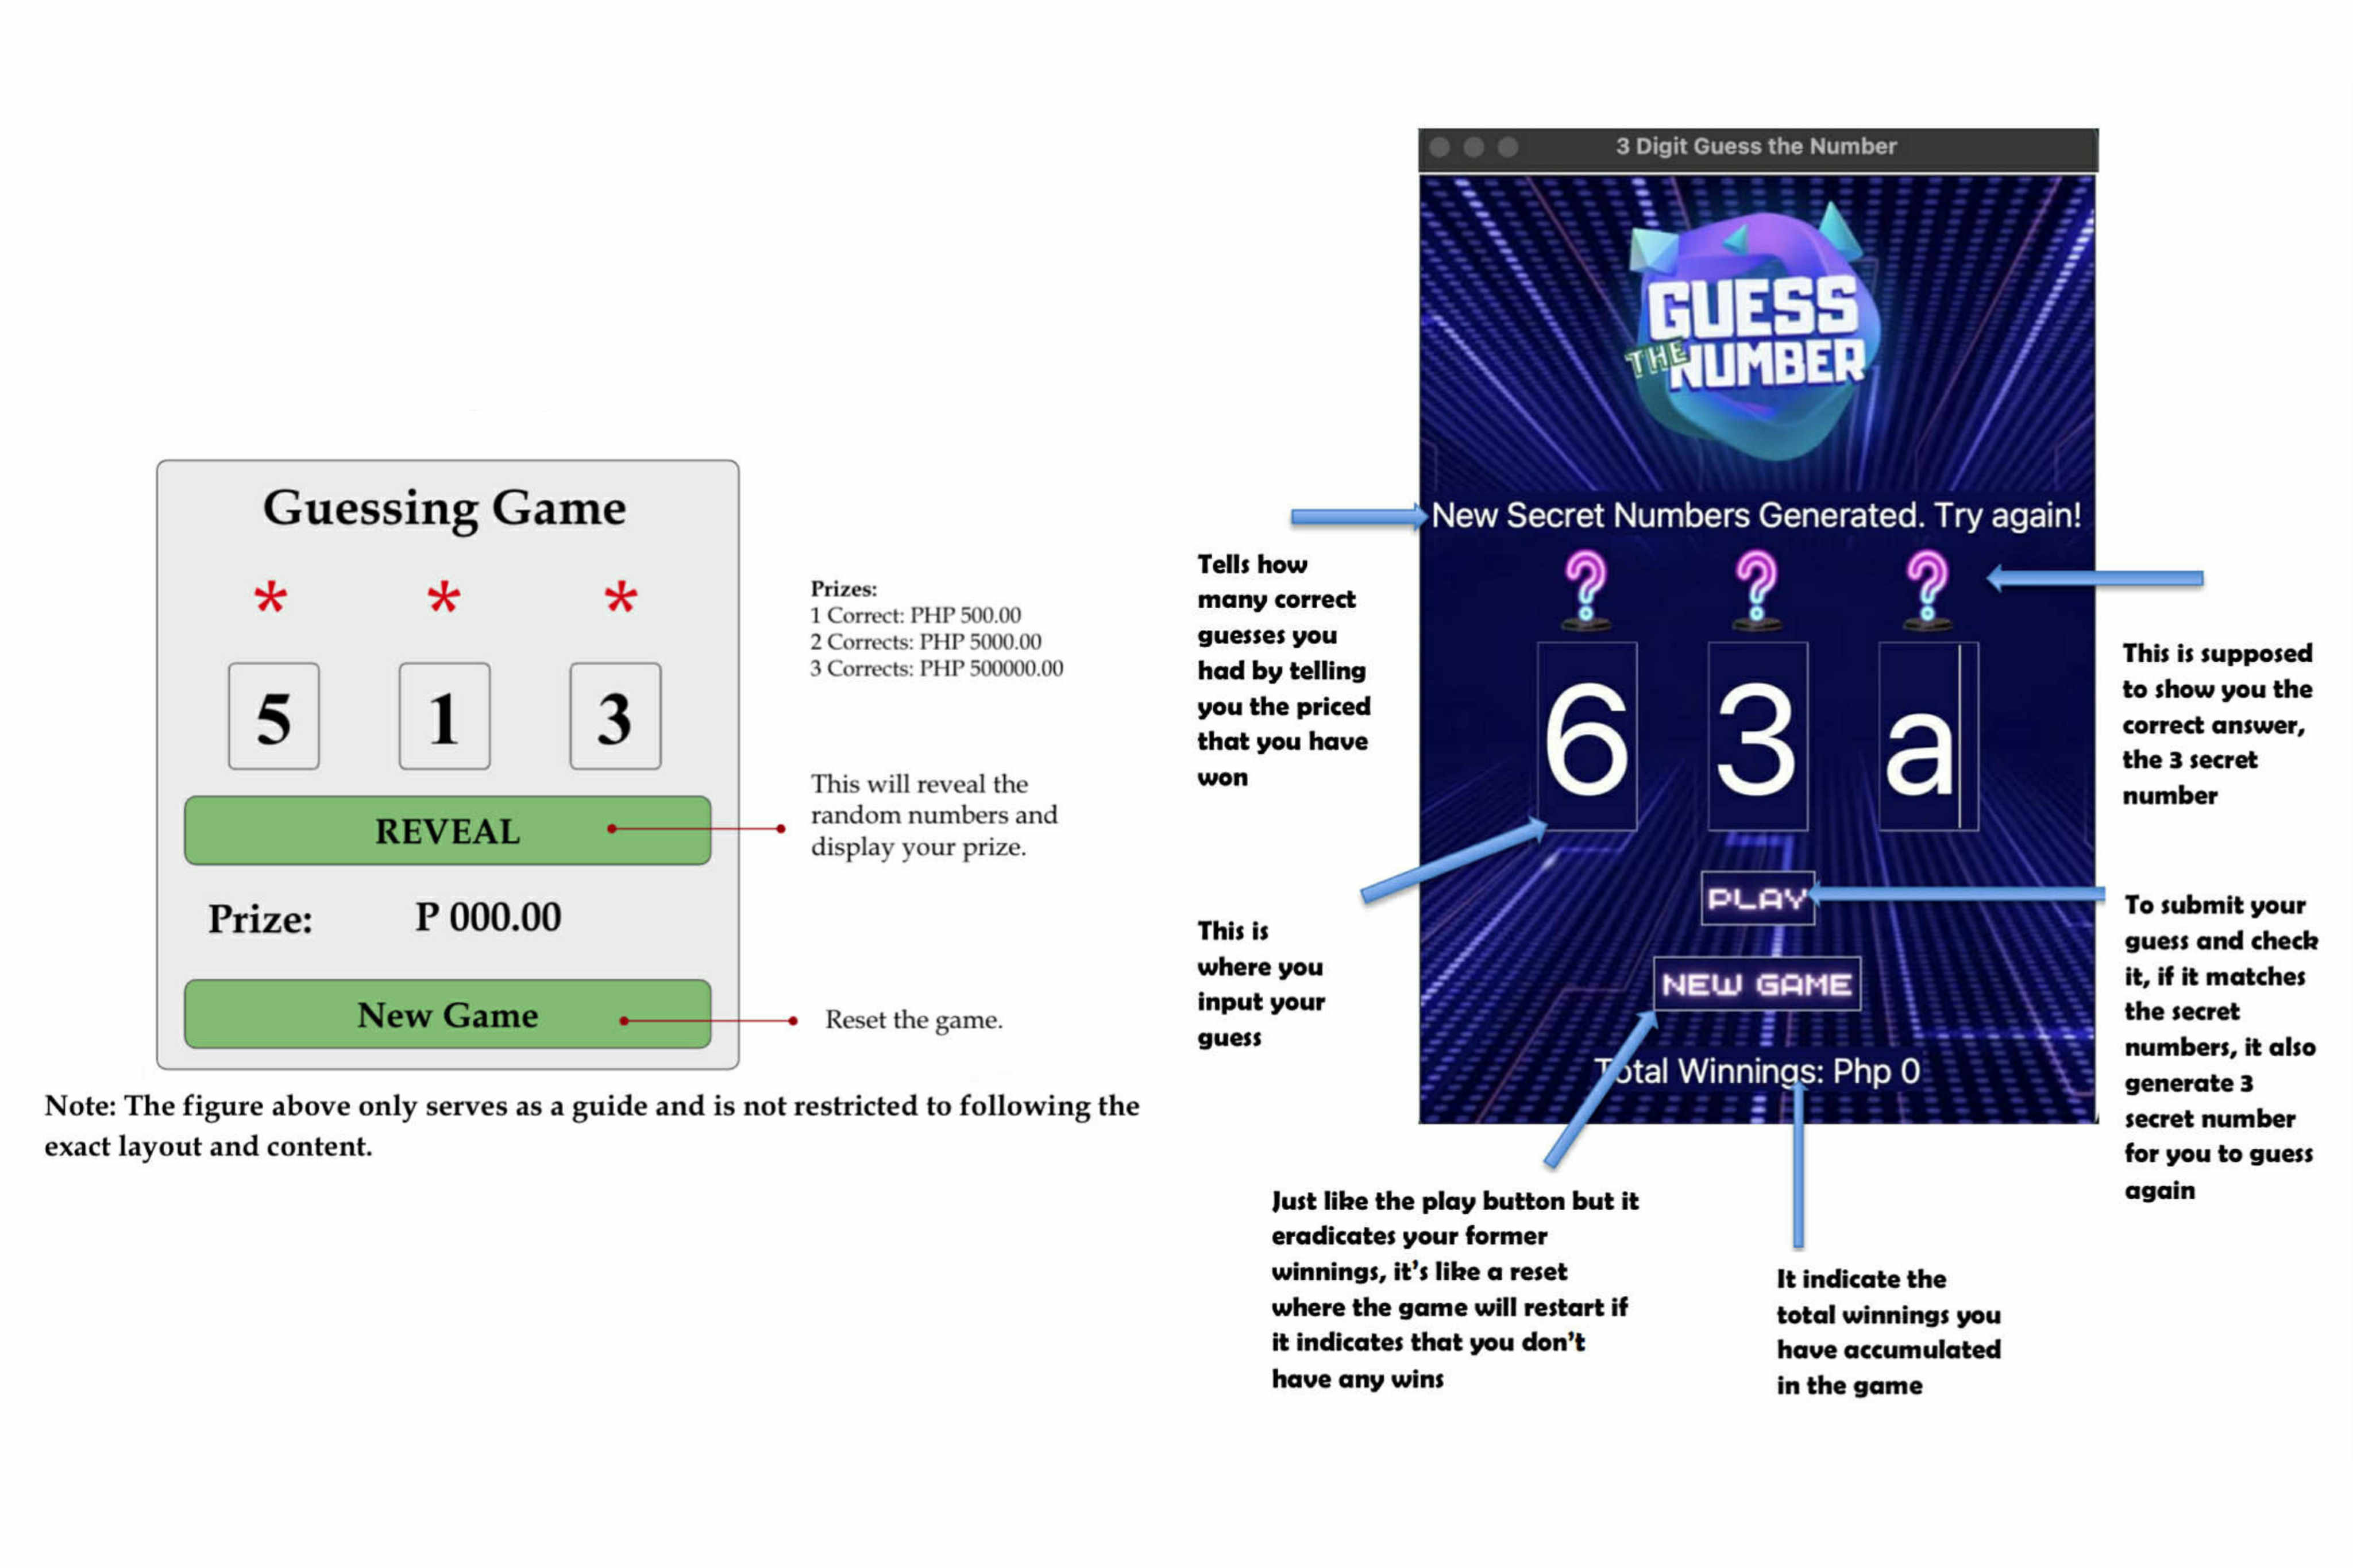 Guessing Game
* * *
5 1 3
REVEAL
Prize: P 000.00
New Game
Prizes:
1 Correct: PHP 500.00
2 Corrects: PHP 5000.00
3 Corrects: PHP 500000.00
This will reveal the
random numbers and
display your prize.
Reset the game.
Note: The figure above only serves as a guide and is not restricted to following the
exact layout and content.
3 Digit Guess the Number
GUESS
THE NUMBER
New Secret Numbers Generated. Try again!
? ? ?
6 3 a
PLAY
NEW GAME
Total Winnings: Php 0
Tells how
many correct
guesses you
had by telling
you the priced
that you have
won
This is
where you
input your
guess
This is supposed
to show you the
correct answer,
the 3 secret
number
To submit your
guess and check
it, if it matches
the secret
numbers, it also
generate 3
secret number
for you to guess
again
Just like the play button but it
eradicates your former
winnings, it's like a reset
where the game will restart if
it indicates that you don't
have any wins
It indicate the
total winnings you
have accumulated
in the game